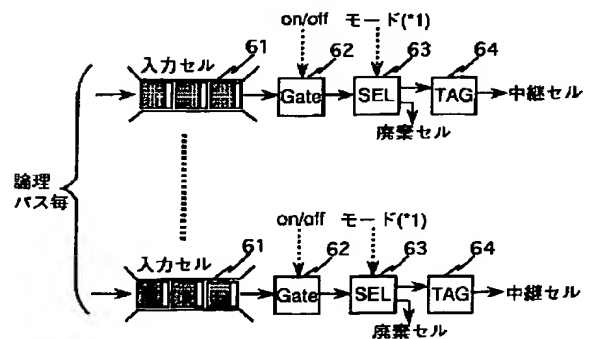 on/off モード(*1)
入力セル 61 62 63 64
Gate SEL TAG 中継セル
廃棄セル
論理
パス毎
on/off モード(*1)
入力セル 61 62 63 64
Gate SEL TAG 中継セル
廃棄セル